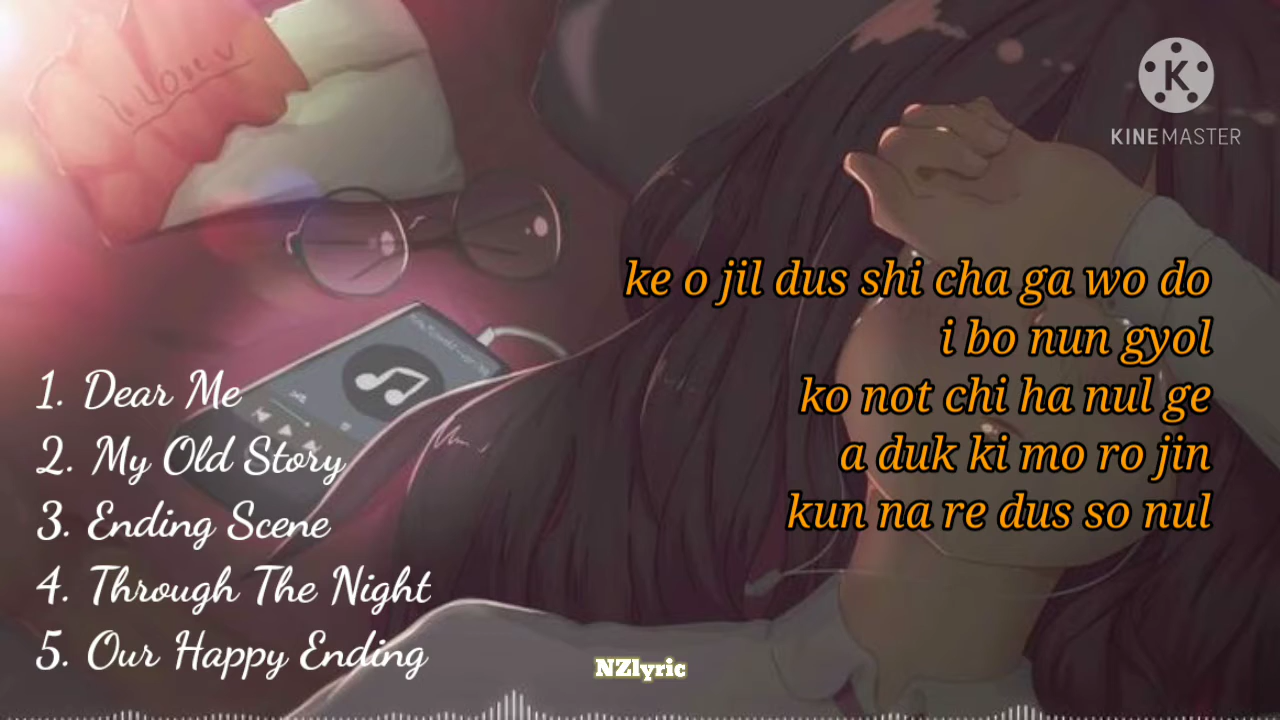 KINEMASTER
ke o jil dus shi cha ga wo do
i bo nun gyol
ko not chi ha nul ge
a duk ki mo ro jin
kun na re dus so nul
1. Dear Me
2. My Old Story
3. Ending Scene
4. Through The Night
5. Our Happy Ending
NZlyric